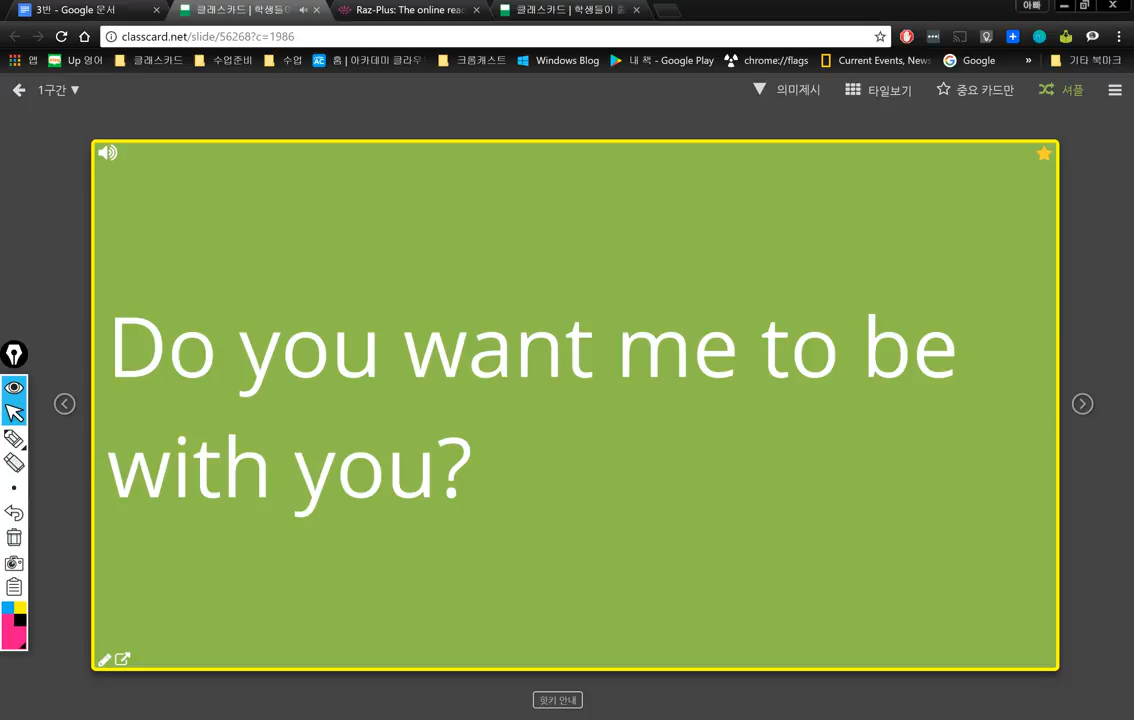 3반 - Google 문서
클래스카드 | 학생들이
Raz-Plus: The online rea
클래스카드 | 학생들이
아빠
classcard.net/slide/56268?c=1986
앱
Up 영어
클래스카드
수업준비
수업
AC 홈 | 아카데미 클라우
크롬캐스트
Windows Blog
내 책 - Google Play
chrome://flags
Current Events, News
G Google
»
기타 북마크
1구간 ▼
▼ 의미제시
타일보기
중요 카드만
셔플
Do you want me to be
with you?
핫키 안내